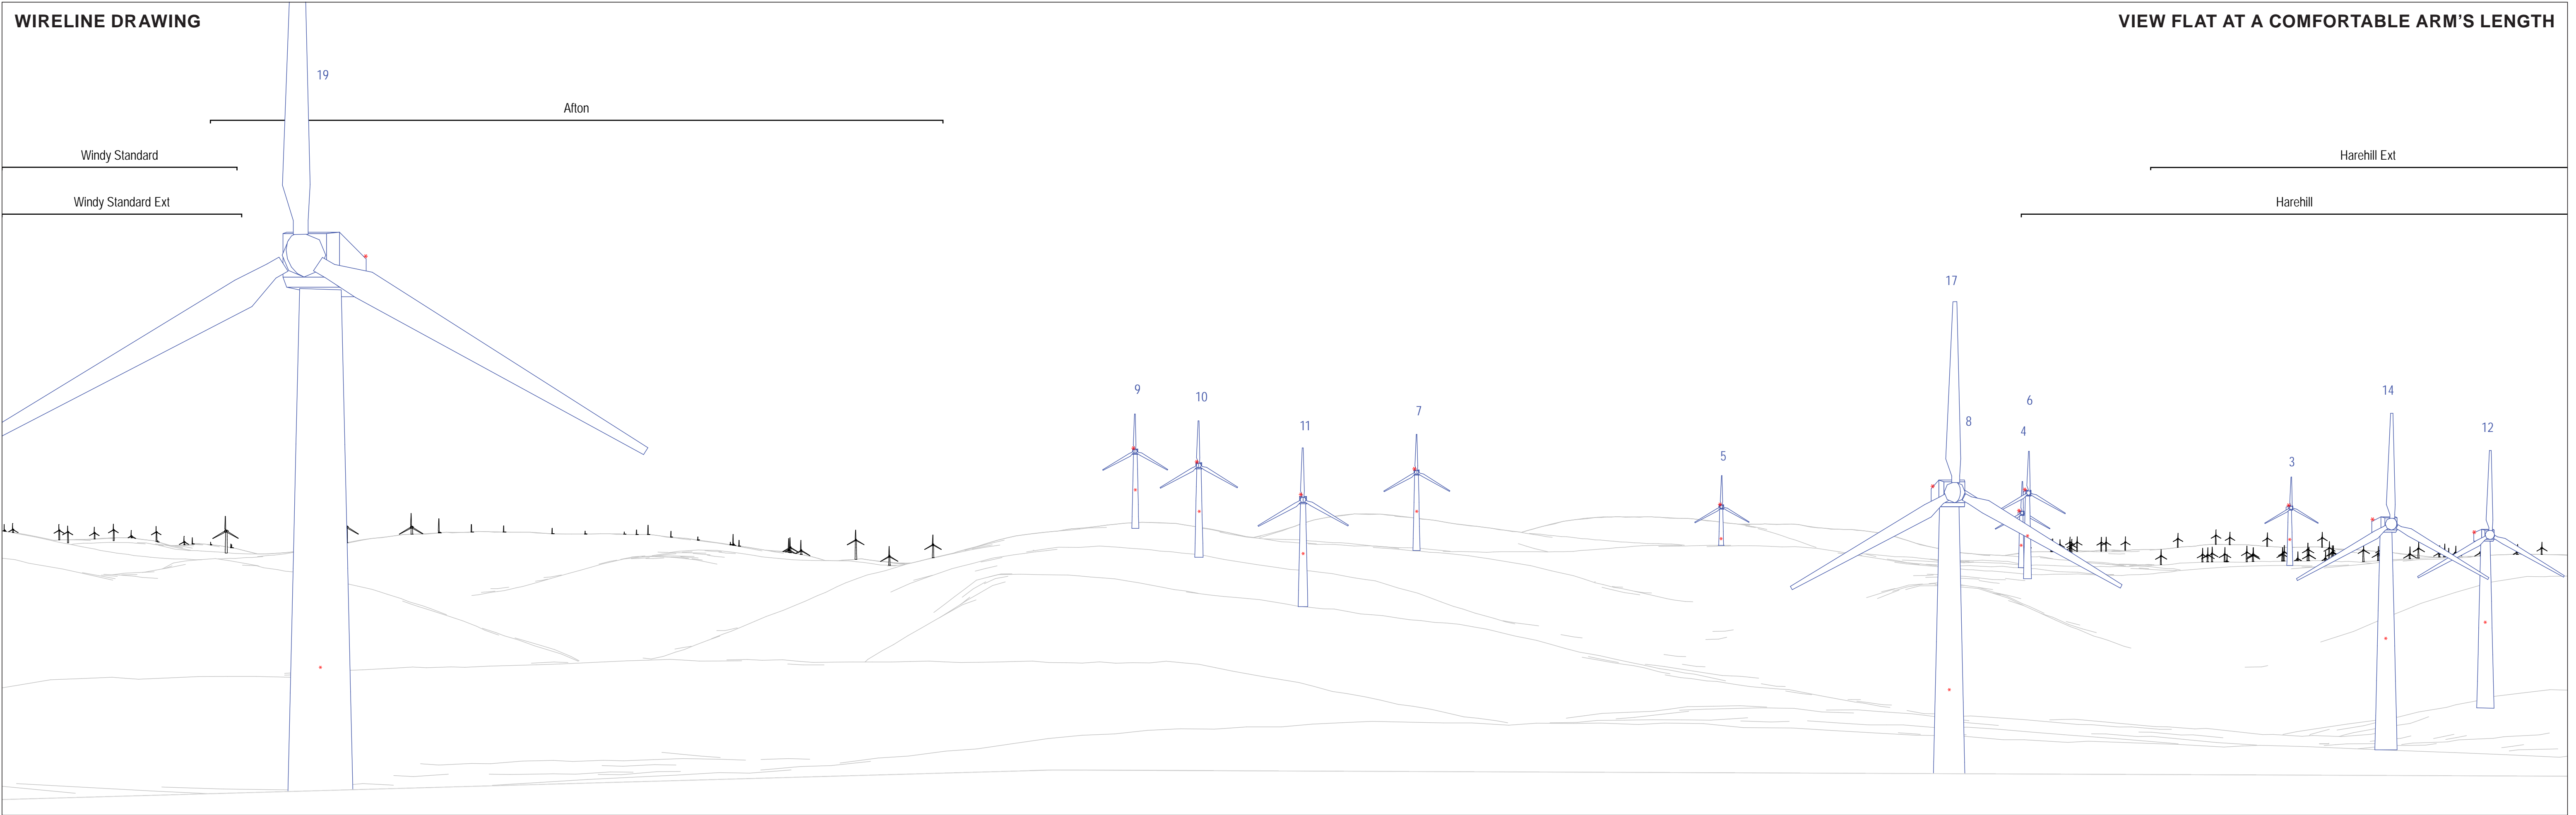 WIRELINE DRAWING
VIEW FLAT AT A COMFORTABLE ARM’S LENGTH
19
Afton
Windy Standard
Harehill Ext
Windy Standard Ext
Harehill
17
9
10
6
14
11
7
8
4
12
5
3